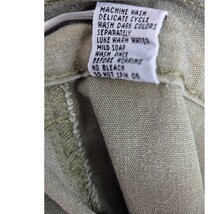 MACHINE WASH
DELICATE CYCLE
WASH DARK COLORS
SEPARATELY
LUKE WARM WATER
MILD SOAP
WASH ONCE
BEFORE WEARING
NO BLEACH
DO NOT SPIN OR